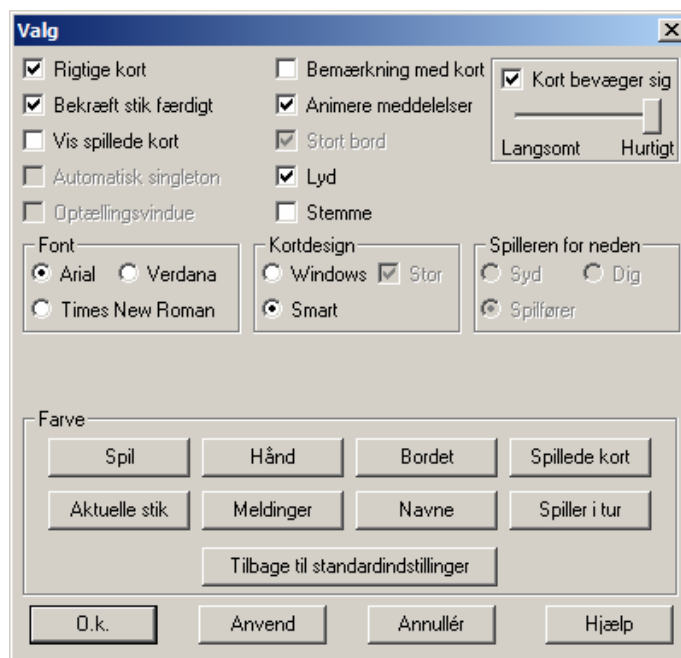 Valg
Rigtige kort
Bekræft stik færdigt
Vis spillede kort
Automatisk singleton
Optællingsvindue
Bemærkning med kort
Animere meddelelser
Stort bord
Lyd
Stemme
Kort bevæger sig
Langsomt Hurtigt
Font
Arial Verdana
Times New Roman
Kortdesign
Windows Stor
Smart
Spilleren for neden
Syd Dig
Spilfører
Farve
Spil Hånd Bordet Spillede kort
Aktuelle stik Meldinger Navne Spiller i tur
Tilbage til standardindstillinger
O.k. Anvend Annullér Hjælp